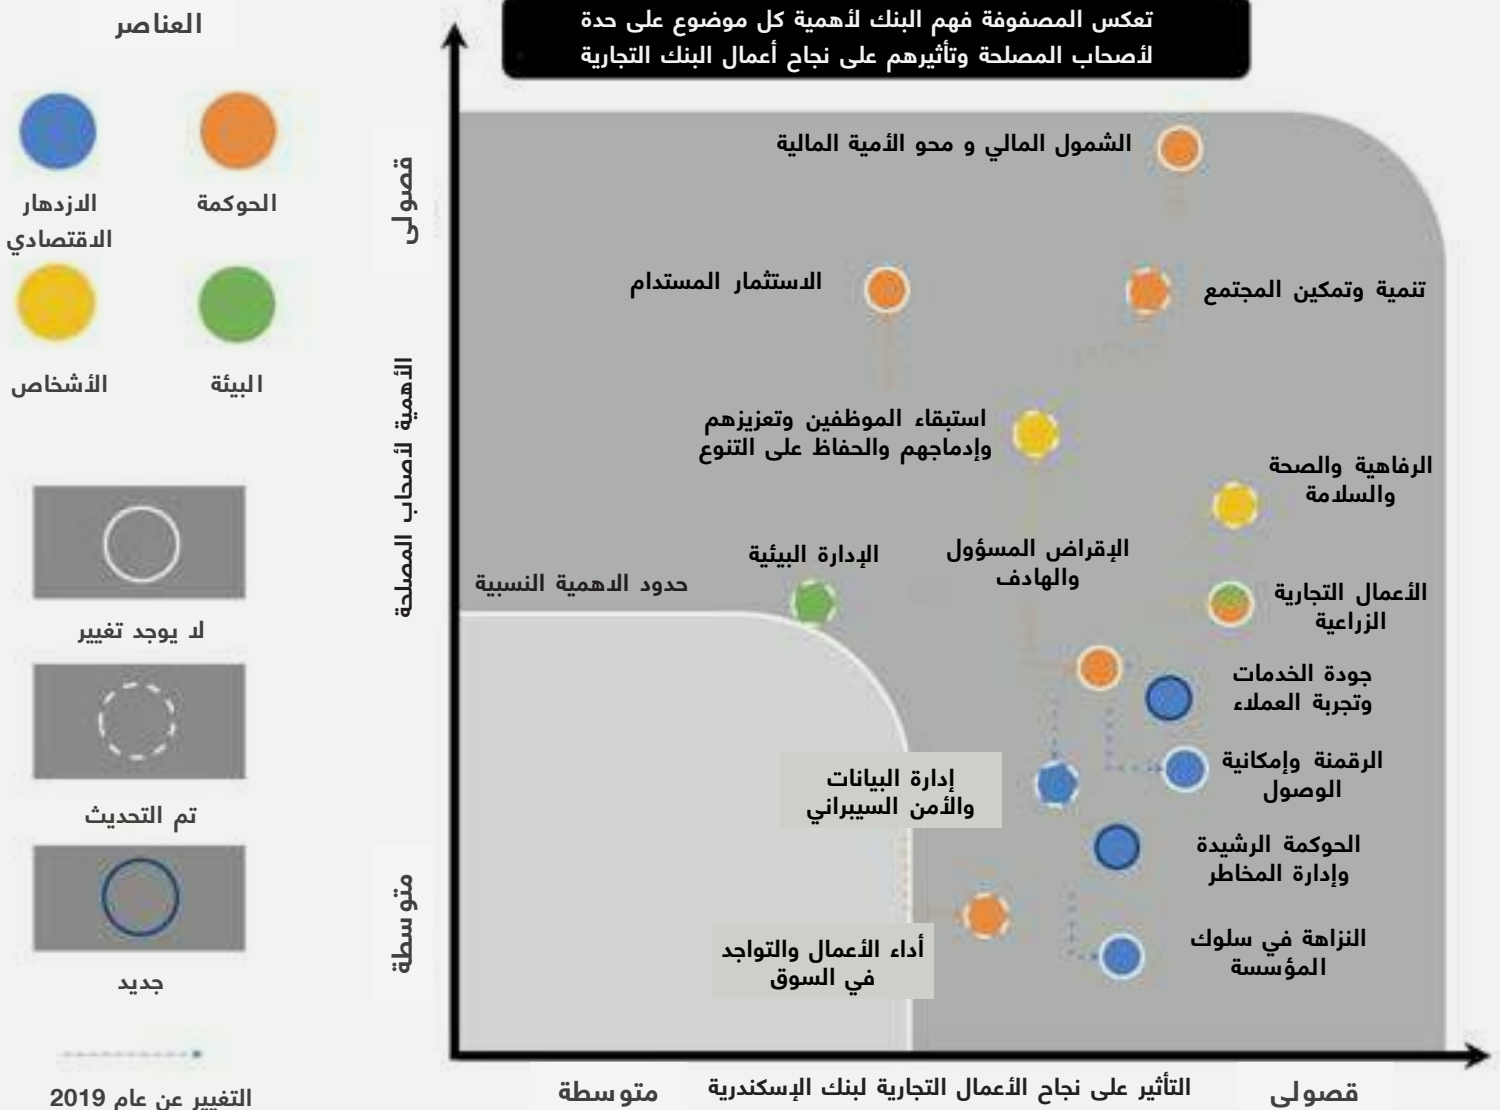 تعكس المصفوفة فهم البنك لأهمية كل موضوع على حدة
لأصحاب المصلحة وتأثيرهم على نجاح أعمال البنك التجارية
العناصر
الحوكمة
الازدهار
الاقتصادي
البيئة
الأشخاص
لا يوجد تغيير
تم التحديث
جديد
التغيير عن عام 2019
قصولى
الأهمية لأصحاب المصلحة
متوسطة
الشمول المالي و محو الأمية المالية
تنمية وتمكين المجتمع
الاستثمار المستدام
استبقاء الموظفين وتعزيزهم
وإدماجهم والحفاظ على التنوع
الرفاهية والصحة
والسلامة
الإقراض المسؤول
والهادف
الإدارة البيئية
حدود الاهمية النسبية
الأعمال التجارية
الزراعية
جودة الخدمات
وتجربة العملاء
الرقمنة وإمكانية
الوصول
إدارة البيانات
والأمن السيبراني
الحوكمة الرشيدة
وإدارة المخاطر
النزاهة في سلوك
المؤسسة
أداء الأعمال والتواجد
في السوق
قصولى
التأثير على نجاح الأعمال التجارية لبنك الإسكندرية
متوسطة